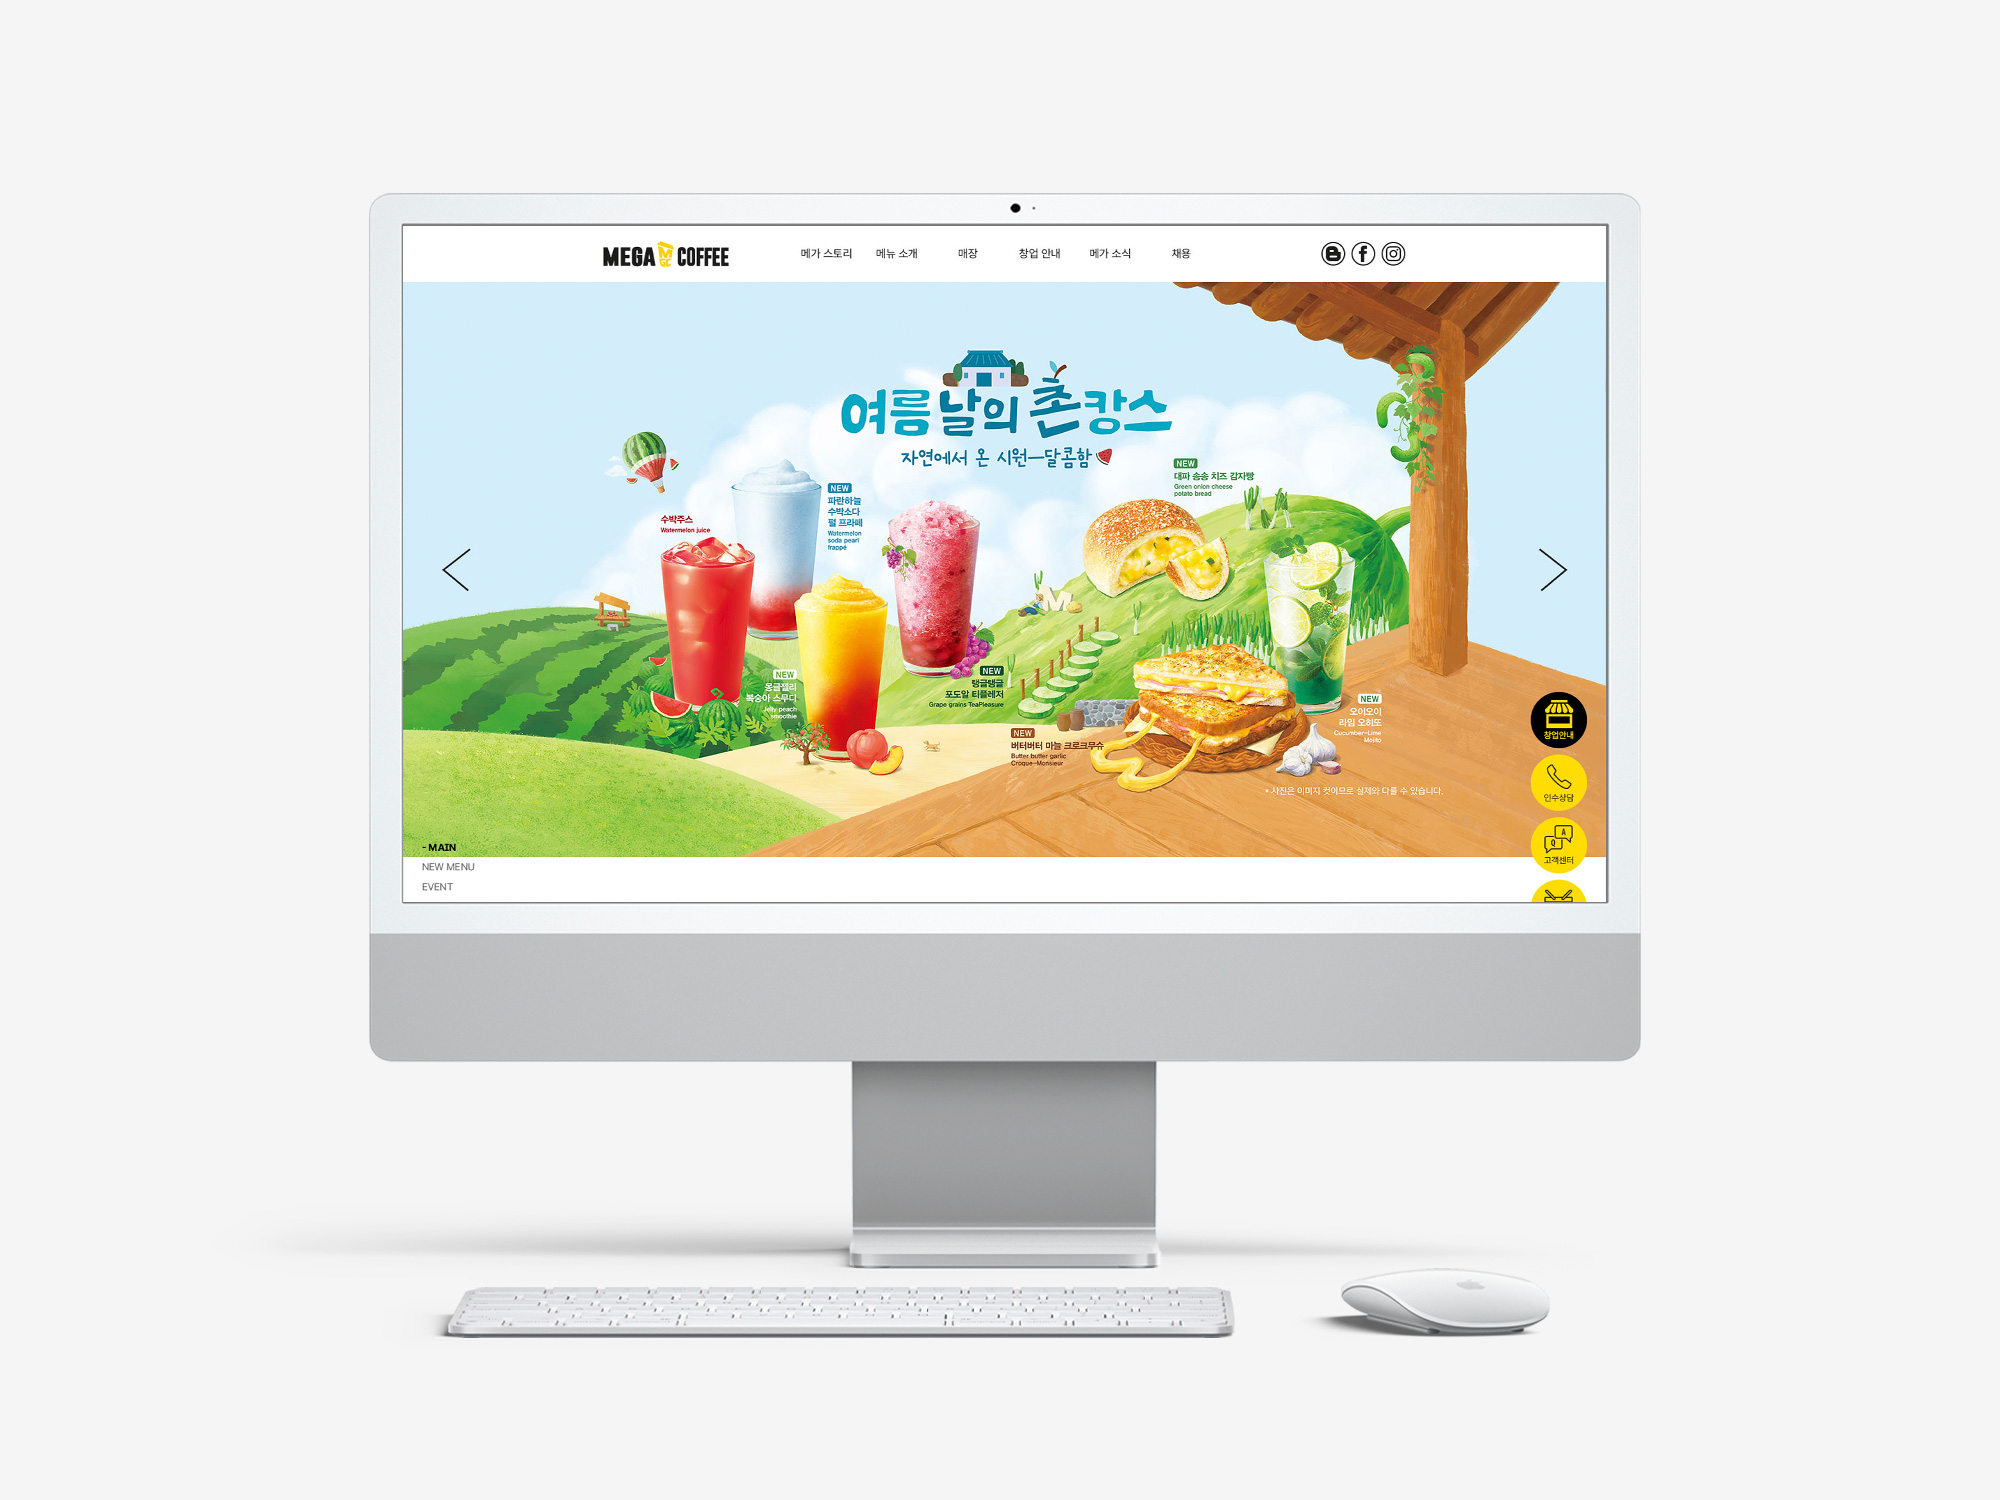 MEGA MGC COFFEE
메가 스토리 메뉴 소개 매장 창업 안내 메가 소식 채용
여름날의 촌캉스
자연에서 온 시원—달콤함
NEW
대파 송송 치즈 감자빵
Green onion cheese
potato bread
NEW
파란하늘
수박소다
펄 프라페
Watermelon
soda pearl
frappé
수박주스
Watermelon juice
NEW
몽글젤리
복숭아 스무디
Jelly peach
smoothie
NEW
탱글탱글
포도알 티플레저
Grape grains TeaPleasure
NEW
버터버터 마늘 크로크무슈
Butter butter garlic
Croque-Monsieur
NEW
오이오이
라임 오히또
Cucumber-Lime
Mojito
* 사진은 이미지 컷이므로 실제와 다를 수 있습니다.
창업안내
인수상담
Q A
고객센터
- MAIN
NEW MENU
EVENT